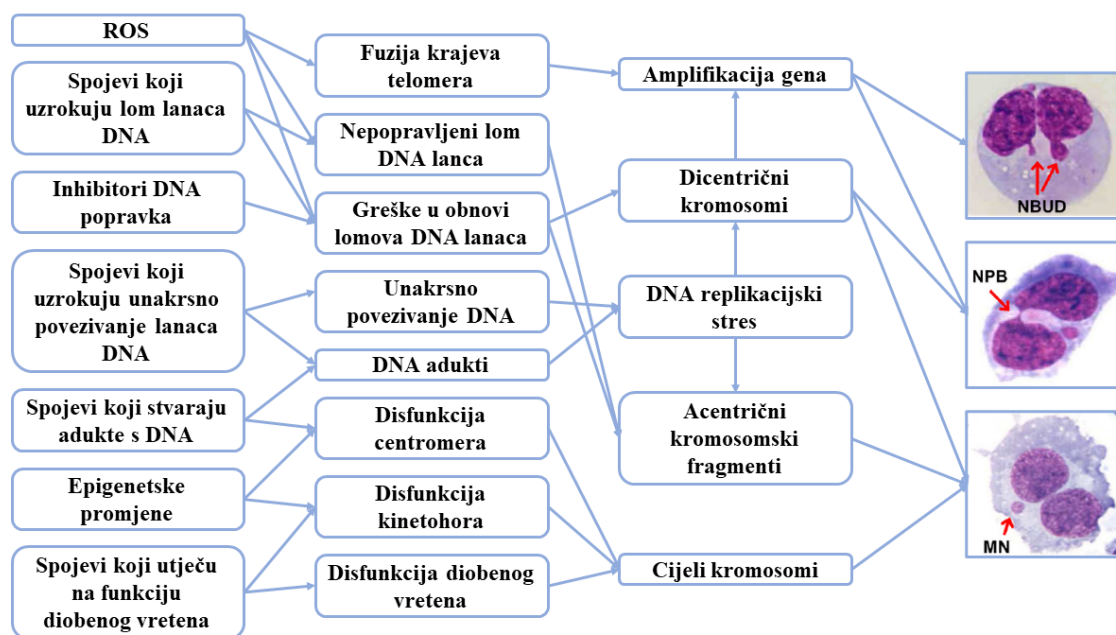 ROS
Spojevi koji
uzrokuju lom lanaca
DNA
Inhibitori DNA
popravka
Spojevi koji
uzrokuju unakrsno
povezivanje lanaca
DNA
Spojevi koji stvaraju
adukte s DNA
Epigenetske
promjene
Spojevi koji utječu
na funkciju
diobenog vretena
Fuzija krajeva
telomera
Nepopravljeni lom
DNA lanca
Greške u obnovi
lomova DNA lanaca
Unakrsno
povezivanje DNA
DNA adukti
Disfunkcija
centromera
Disfunkcija
kinetohora
Disfunkcija diobenog
vretena
Amplifikacija gena
Dicentrični
kromosomi
DNA replikacijski
stres
Acentrični
kromosomski
fragmenti
Cijeli kromosomi
NBUD
NPB
MN